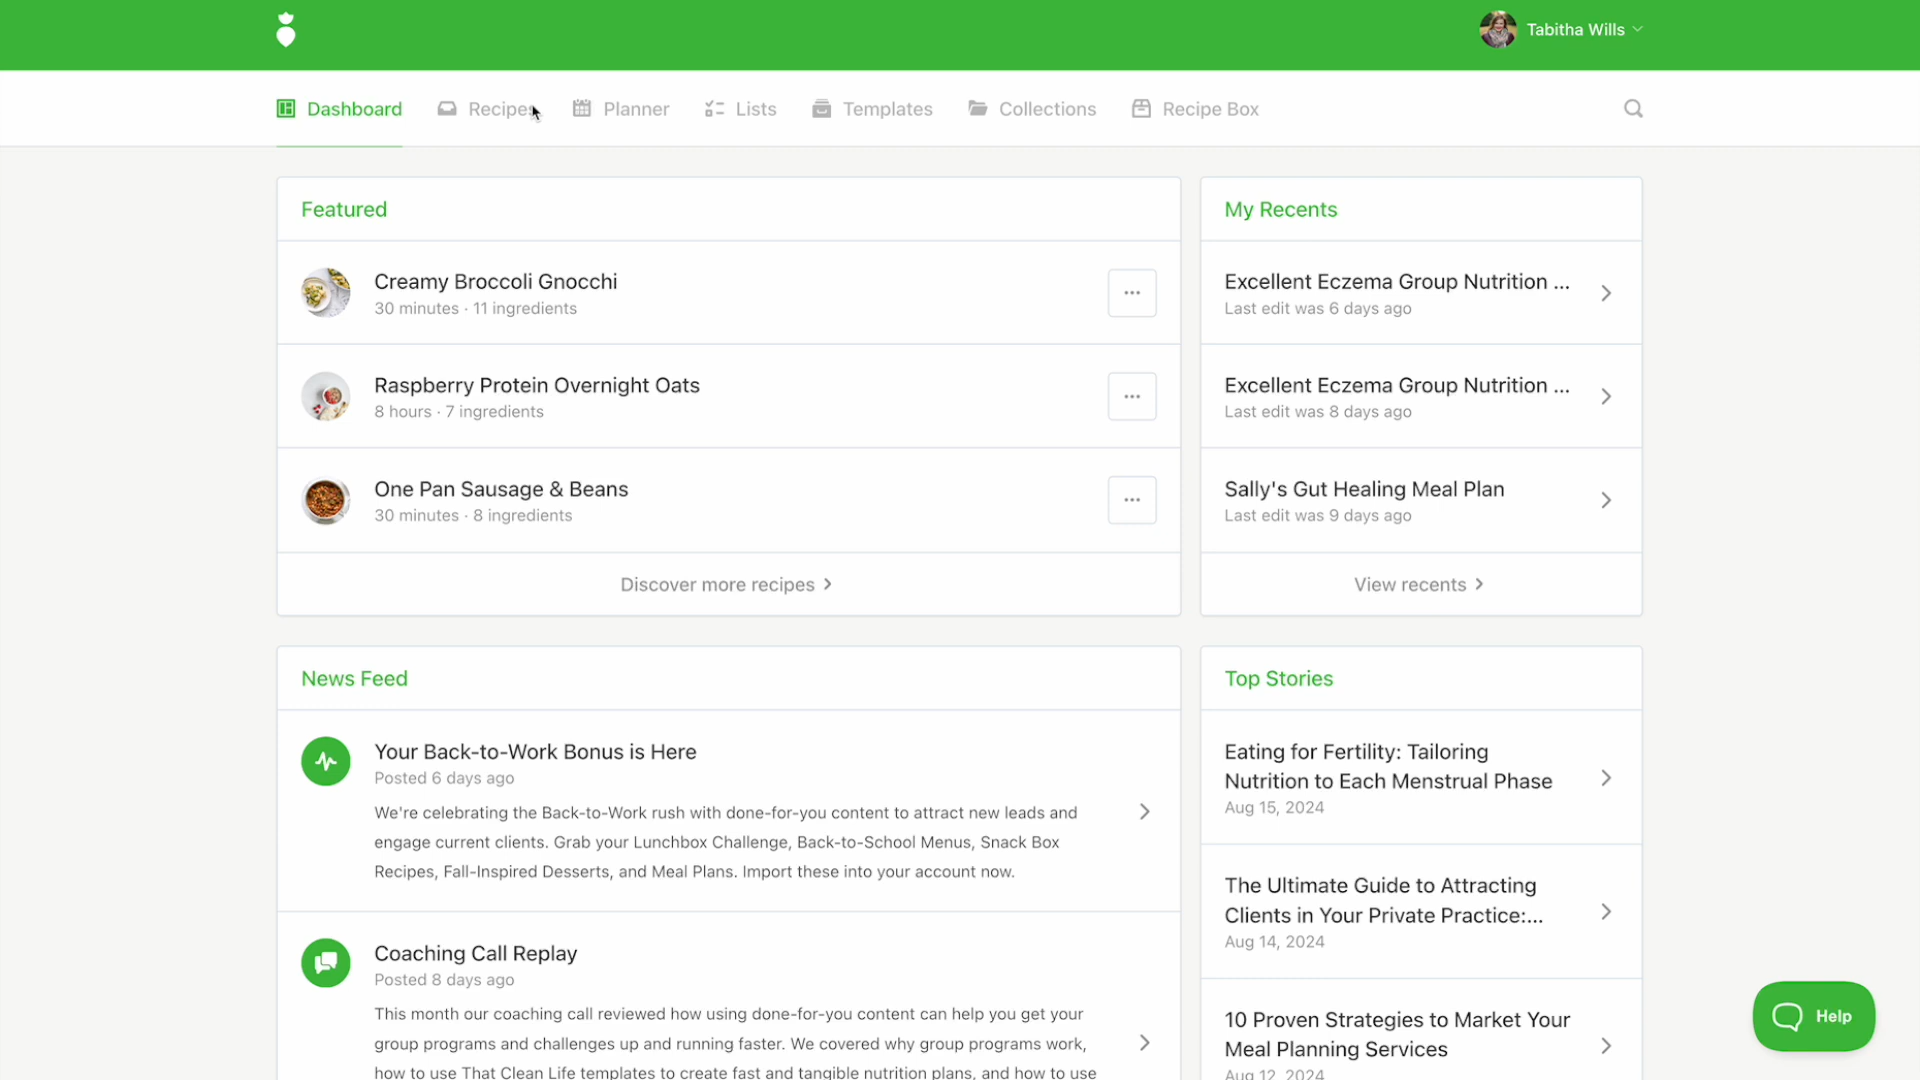 Tabitha Wills
Dashboard
Recipes
Planner
Lists
Templates
Collections
Recipe Box
Featured
Creamy Broccoli Gnocchi
30 minutes · 11 ingredients
Raspberry Protein Overnight Oats
8 hours · 7 ingredients
One Pan Sausage & Beans
30 minutes · 8 ingredients
Discover more recipes
My Recents
Excellent Eczema Group Nutrition ...
Last edit was 6 days ago
Excellent Eczema Group Nutrition ...
Last edit was 8 days ago
Sally's Gut Healing Meal Plan
Last edit was 9 days ago
View recents
News Feed
Your Back-to-Work Bonus is Here
Posted 6 days ago
We're celebrating the Back-to-Work rush with done-for-you content to attract new leads and
engage current clients. Grab your Lunchbox Challenge, Back-to-School Menus, Snack Box
Recipes, Fall-Inspired Desserts, and Meal Plans. Import these into your account now.
Coaching Call Replay
Posted 8 days ago
This month our coaching call reviewed how using done-for-you content can help you get your
group programs and challenges up and running faster. We covered why group programs work,
how to use That Clean Life templates to create fast and tangible nutrition plans, and how to use
Top Stories
Eating for Fertility: Tailoring
Nutrition to Each Menstrual Phase
Aug 15, 2024
The Ultimate Guide to Attracting
Clients in Your Private Practice:...
Aug 14, 2024
10 Proven Strategies to Market Your
Meal Planning Services
Aug 12, 2024
Help